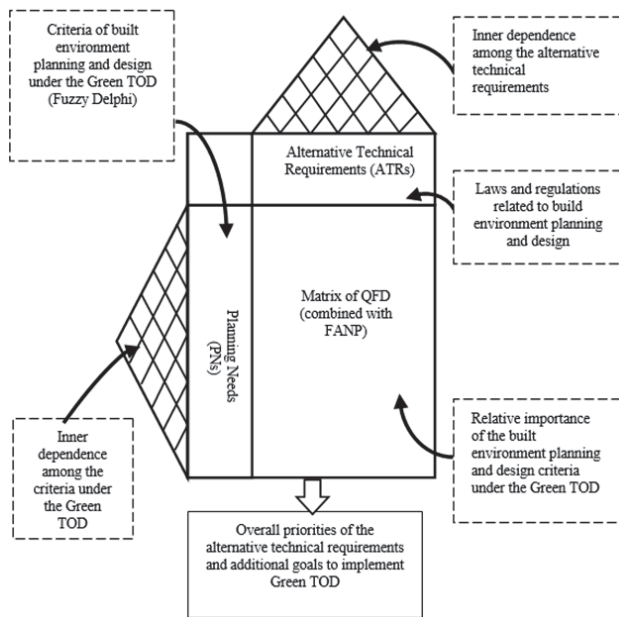 Criteria of built
environment
planning and design
under the Green TOD
(Fuzzy Delphi)
Inner dependence
among the alternative
technical
requirements
Alternative Technical
Requirements (ATRs)
Laws and regulations
related to build
environment planning
and design
Planning Needs
(PNs)
Matrix of QFD
(combined with
FANP)
Inner
dependence
among the
criteria under
the Green
TOD
Relative importance
of the built
environment planning
and design criteria
under the Green TOD
Overall priorities of the
alternative technical requirements
and additional goals to implement
Green TOD